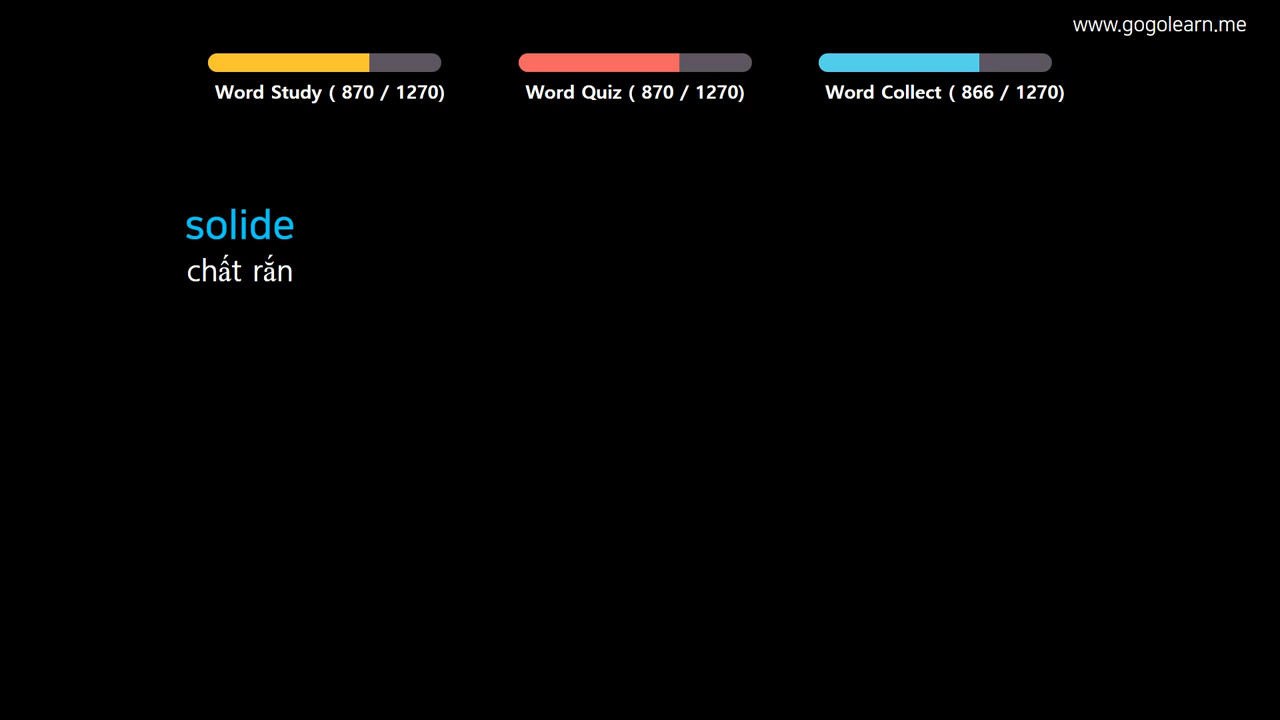 www.gogolearn.me
Word Study ( 870 / 1270)
Word Quiz ( 870 / 1270)
Word Collect ( 866 / 1270)
solide
chất rắn